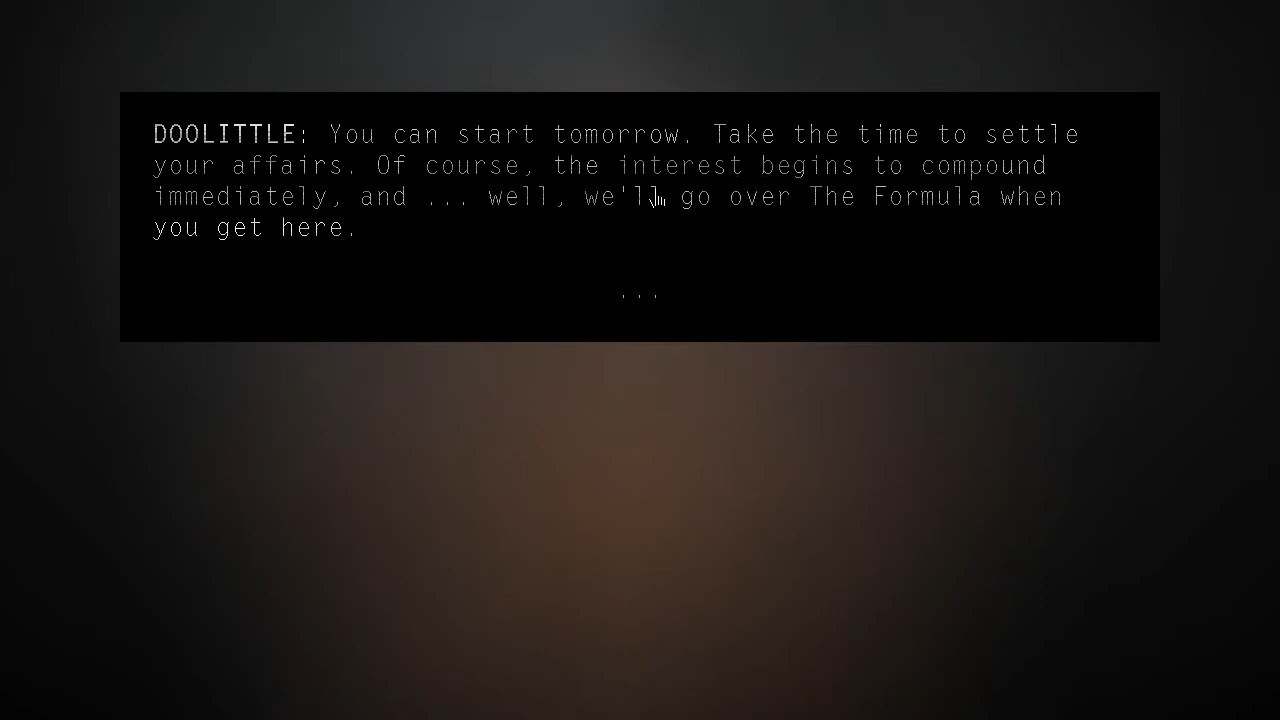 DOOLITTLE: You can start tomorrow. Take the time to settle
your affairs. Of course, the interest begins to compound
immediately, and ... well, we'll go over The Formula when
you get here.
...